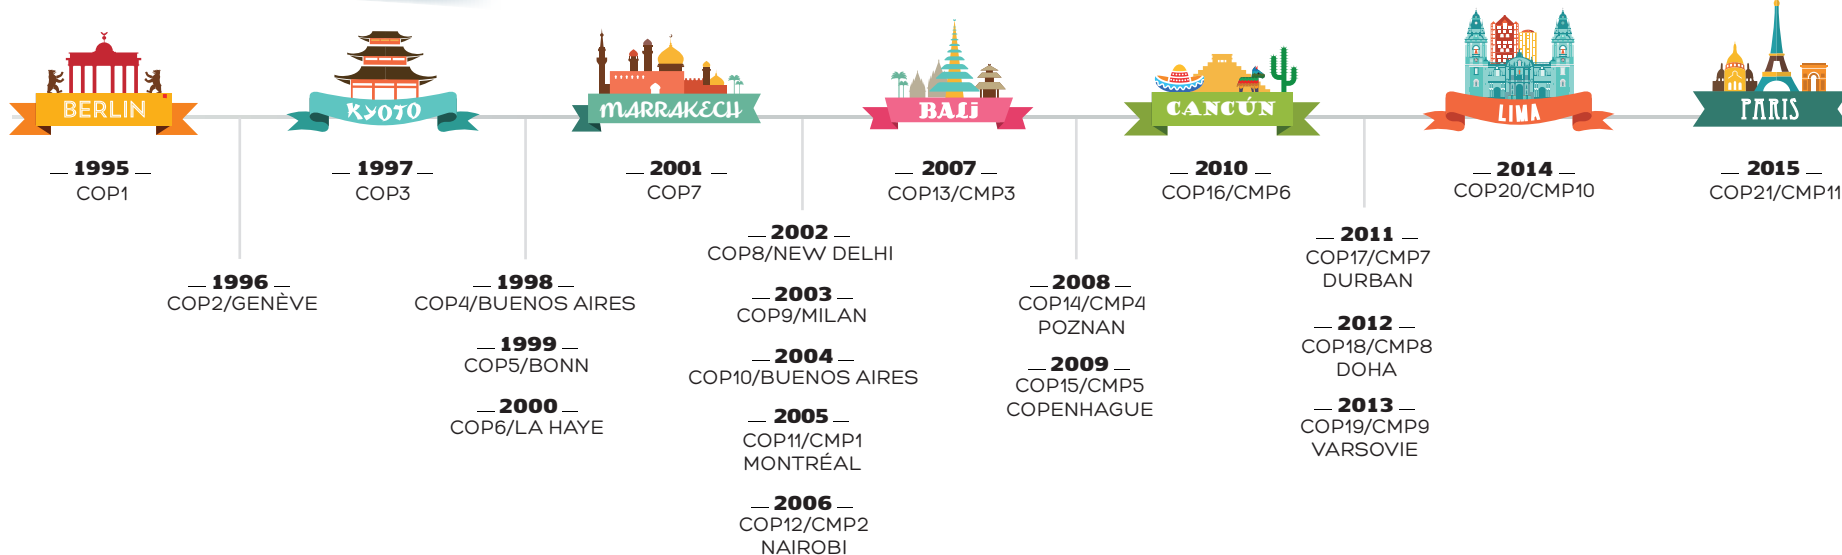 BERLIN
1995
COP1
1996
COP2/GENÈVE
KYOTO
1997
COP3
1998
COP4/BUENOS AIRES
1999
COP5/BONN
2000
COP6/LA HAYE
MARRAKECH
2001
COP7
2002
COP8/NEW DELHI
2003
COP9/MILAN
2004
COP10/BUENOS AIRES
2005
COP11/CMP1
MONTRÉAL
2006
COP12/CMP2
NAIROBI
BALI
2007
COP13/CMP3
2008
COP14/CMP4
POZNAN
2009
COP15/CMP5
COPENHAGUE
CANCÚN
2010
COP16/CMP6
2011
COP17/CMP7
DURBAN
2012
COP18/CMP8
DOHA
2013
COP19/CMP9
VARSOVIE
LIMA
2014
COP20/CMP10
PARIS
2015
COP21/CMP11